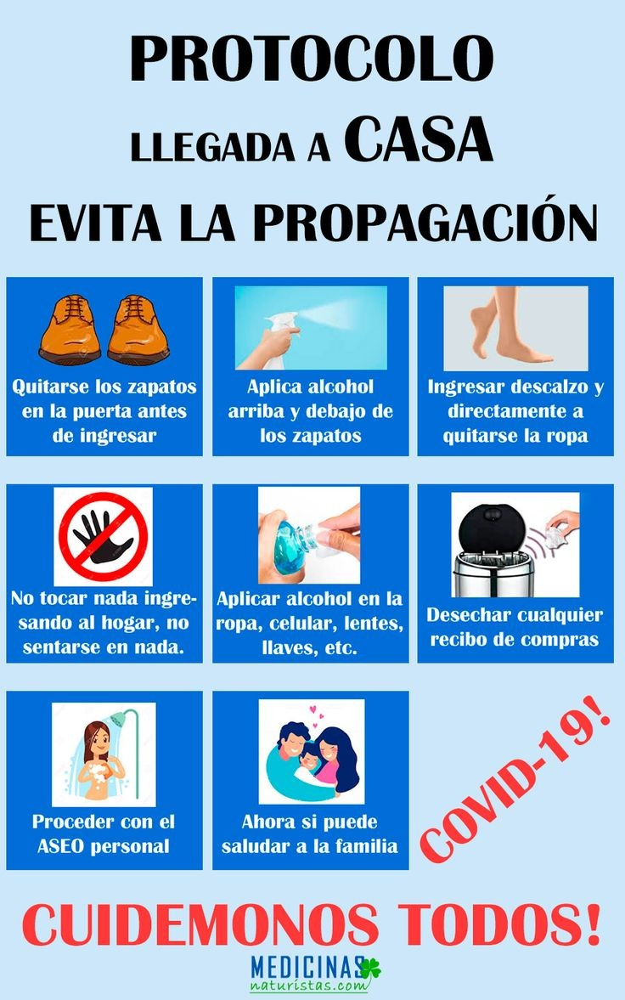 PROTOCOLO
LLEGADA A CASA
EVITA LA PROPAGACIÓN
Quitarse los zapatos
en la puerta antes
de ingresar
Aplica alcohol
arriba y debajo de
los zapatos
Ingresar descalzo y
directamente a
quitarse la ropa
No tocar nada ingre-
sando al hogar, no
sentarse en nada.
Aplicar alcohol en la
ropa, celular, lentes,
llaves, etc.
Desechar cualquier
recibo de compras
Proceder con el
ASEO personal
Ahora si puede
saludar a la familia
COVID-19!
CUIDEMONOS TODOS!
MEDICINAS
naturistas.com